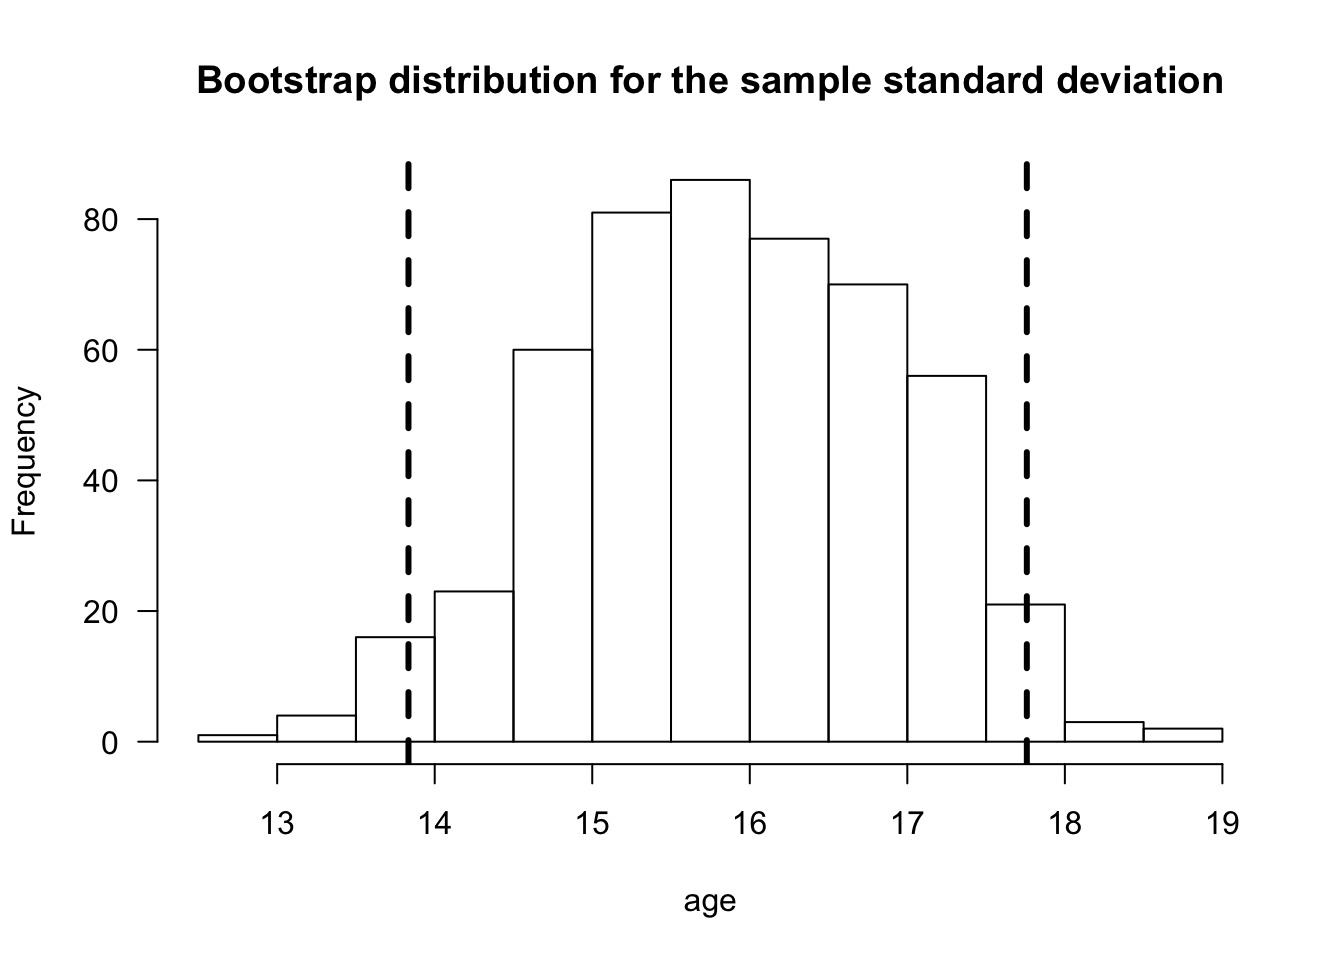 Bootstrap distribution for the sample standard deviation
Frequency
80
60
40
20
0
13 14 15 16 17 18 19
age